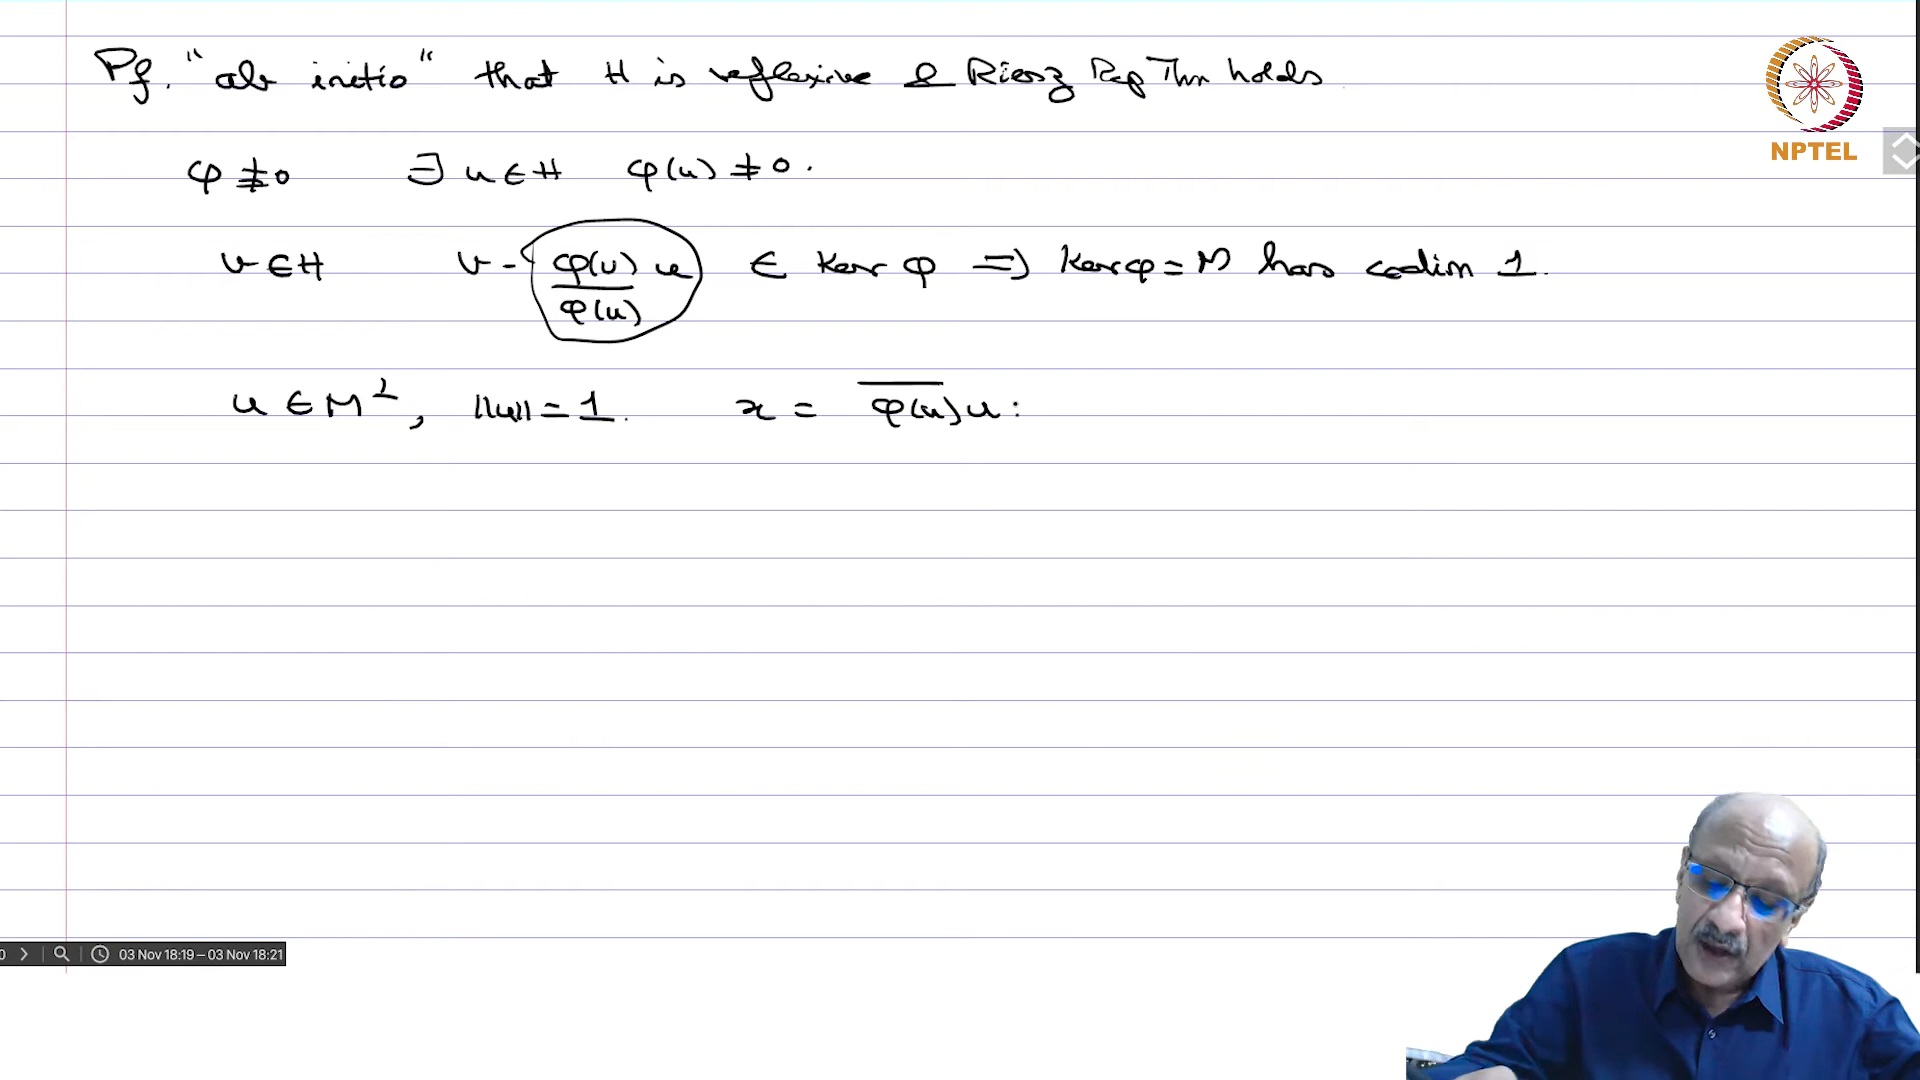 Pf. "ab initio" that H is reflexive & Riesz Rep Thm holds
NPTEL
φ ≢ 0 ∃ u ∈ H φ(u) ≠ 0.
v ∈ H v - φ(v)/φ(u) u ∈ Ker φ ⇒ Ker φ = M has codim 1.
u ∈ M^⊥, ||u|| = 1. x = \overline{φ(u)} u :
0 03 Nov 18:19 – 03 Nov 18:21